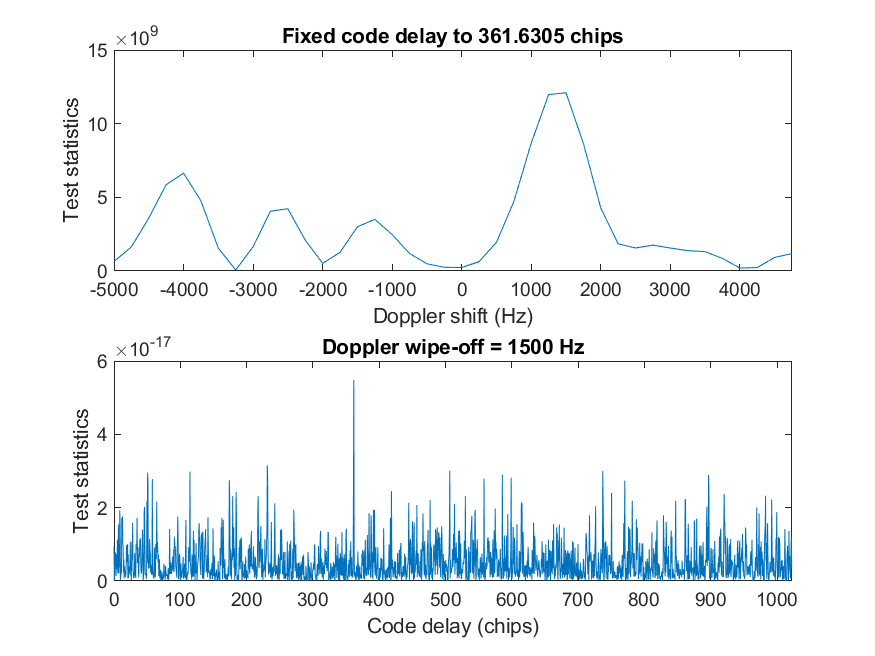 Fixed code delay to 361.6305 chips
×10^9
15
10
5
0
Test statistics
-5000 -4000 -3000 -2000 -1000 0 1000 2000 3000 4000
Doppler shift (Hz)
Doppler wipe-off = 1500 Hz
×10^-17
6
4
2
0
Test statistics
0 100 200 300 400 500 600 700 800 900 1000
Code delay (chips)